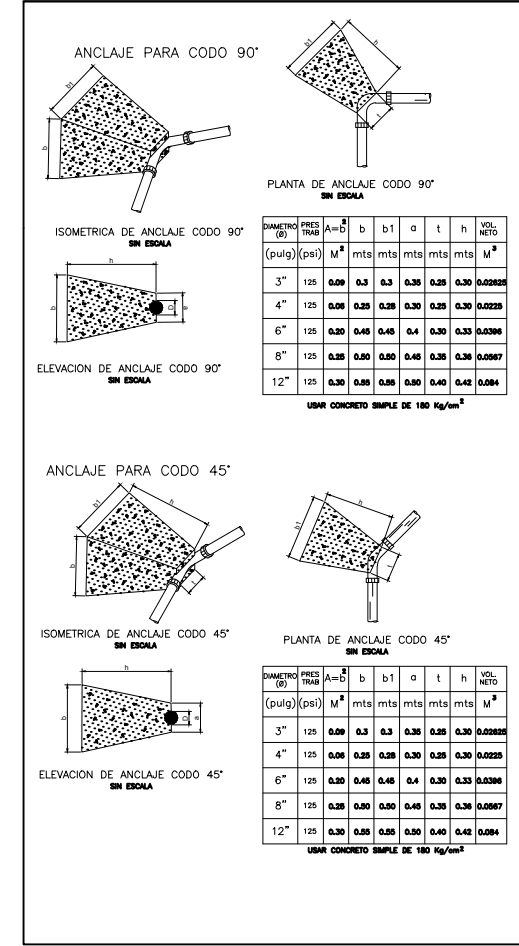 ANCLAJE PARA CODO 90°
b1
b
b1
h
t
PLANTA DE ANCLAJE CODO 90°
SIN ESCALA
ISOMETRICA DE ANCLAJE CODO 90°
SIN ESCALA
h
b
D
ELEVACION DE ANCLAJE CODO 90°
SIN ESCALA
DIAMETRO (Ø) PRES TRAB A=b² b b1 a t h VOL. NETO
(pulg) (psi) M² mts mts mts mts mts M³
3" 125 0.09 0.3 0.3 0.35 0.25 0.30 0.02625
4" 125 0.06 0.25 0.25 0.30 0.25 0.30 0.0225
6" 125 0.20 0.45 0.45 0.4 0.30 0.33 0.0396
8" 125 0.25 0.50 0.50 0.45 0.35 0.36 0.0567
12" 125 0.30 0.55 0.55 0.50 0.40 0.42 0.084
USAR CONCRETO SIMPLE DE 180 Kg/cm²
ANCLAJE PARA CODO 45°
b1
h
b
b1
h
ISOMETRICA DE ANCLAJE CODO 45°
SIN ESCALA
PLANTA DE ANCLAJE CODO 45°
SIN ESCALA
h
b
D
a
ELEVACION DE ANCLAJE CODO 45°
SIN ESCALA
DIAMETRO (Ø) PRES TRAB A=b² b b1 a t h VOL. NETO
(pulg) (psi) M² mts mts mts mts mts M³
3" 125 0.09 0.3 0.3 0.35 0.25 0.30 0.02625
4" 125 0.06 0.25 0.25 0.30 0.25 0.30 0.0225
6" 125 0.20 0.45 0.45 0.4 0.30 0.33 0.0396
8" 125 0.25 0.50 0.50 0.45 0.35 0.36 0.0567
12" 125 0.30 0.55 0.55 0.50 0.40 0.42 0.084
USAR CONCRETO SIMPLE DE 180 Kg/cm²